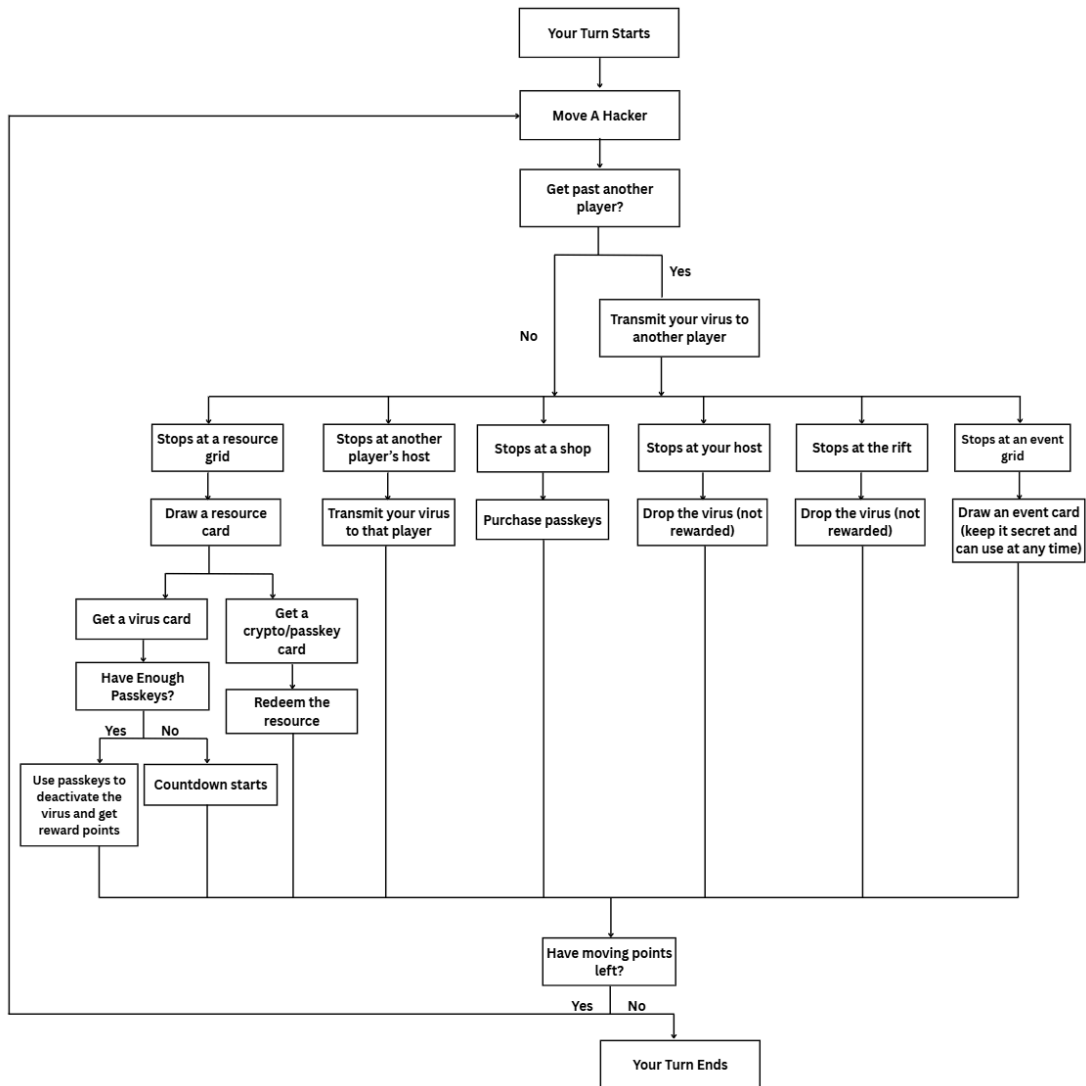 Your Turn Starts
Move A Hacker
Get past another
player?
Yes
No
Transmit your virus to
another player
Stops at a resource
grid
Stops at another
player's host
Stops at a shop
Stops at your host
Stops at the rift
Stops at an event
grid
Draw a resource
card
Transmit your virus
to that player
Purchase passkeys
Drop the virus (not
rewarded)
Drop the virus (not
rewarded)
Draw an event card
(keep it secret and
can use at any time)
Get a virus card
Get a
crypto/passkey
card
Have Enough
Passkeys?
Redeem the
resource
Yes
No
Use passkeys to
deactivate the
virus and get
reward points
Countdown starts
Have moving points
left?
Yes
No
Your Turn Ends